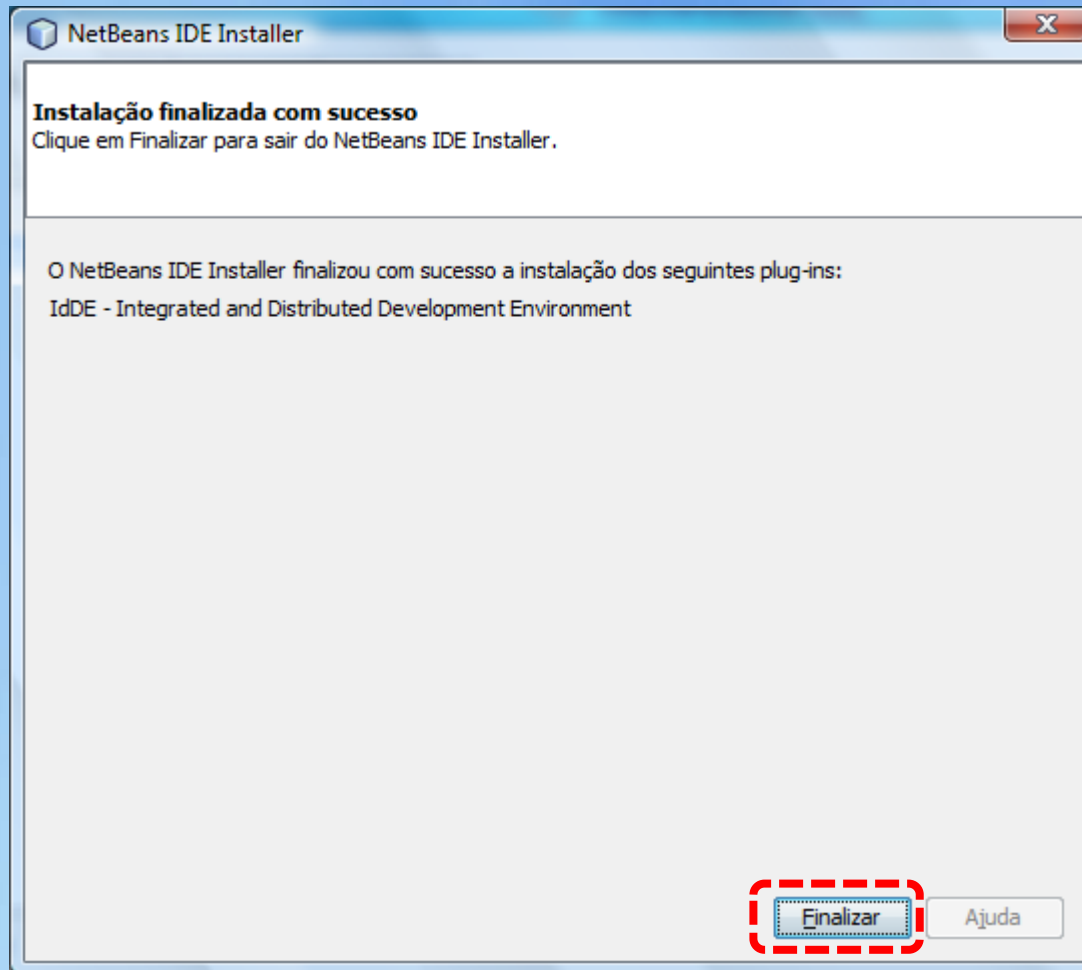 NetBeans IDE Installer
Instalação finalizada com sucesso
Clique em Finalizar para sair do NetBeans IDE Installer.
O NetBeans IDE Installer finalizou com sucesso a instalação dos seguintes plug-ins:
IdDE - Integrated and Distributed Development Environment
Finalizar
Ajuda